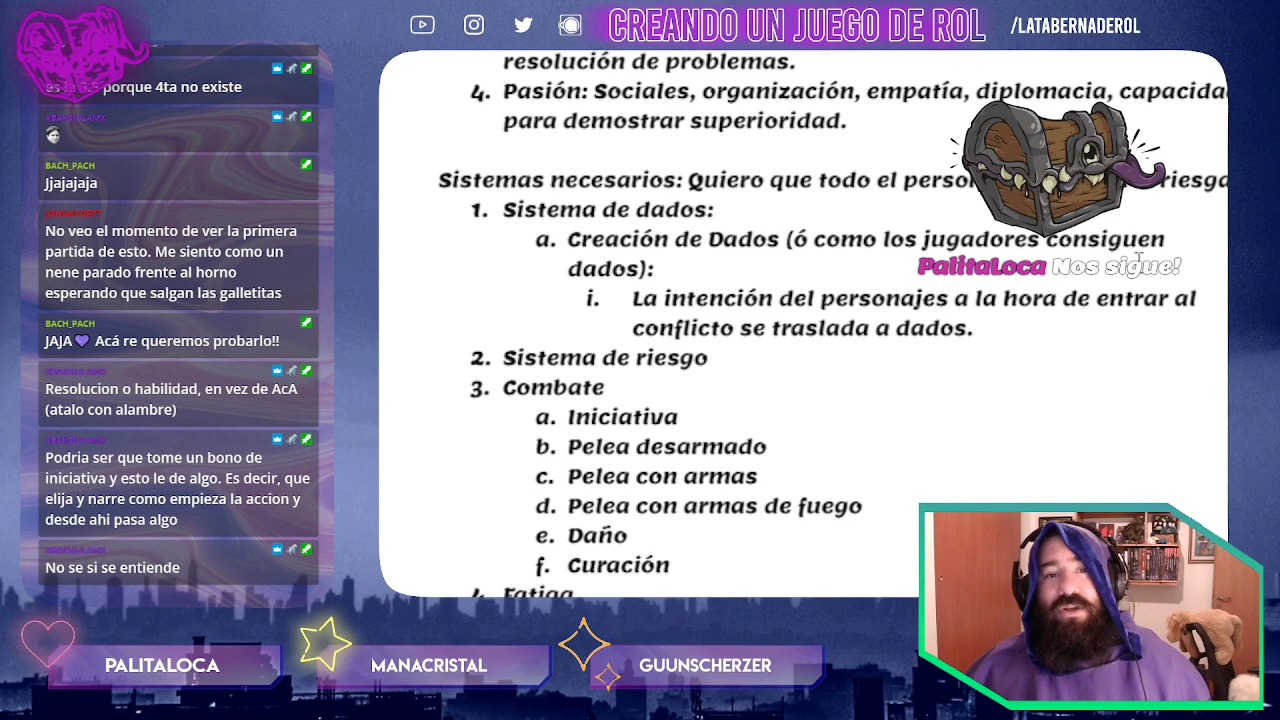 CREANDO UN JUEGO DE ROL
/LATABERNADEROL
porque 4ta no existe
BACH_PACH
Jjajajaja
No veo el momento de ver la primera
partida de esto. Me siento como un
nene parado frente al horno
esperando que salgan las galletitas
BACH_PACH
JAJA💜 Acá re queremos probarlo!!
Resolucion o habilidad, en vez de AcA
(atalo con alambre)
Podria ser que tome un bono de
iniciativa y esto le de algo. Es decir, que
elija y narre como empieza la accion y
desde ahi pasa algo
No se si se entiende
resolución de problemas.
4. Pasión: Sociales, organización, empatía, diplomacia, capacida
para demostrar superioridad.
Sistemas necesarios: Quiero que todo el
1. Sistema de dados:
a. Creación de Dados (ó como los jugadores consiguen
dados):
PalitaLoca Nos sigue!
i. La intención del personajes a la hora de entrar al
conflicto se traslada a dados.
2. Sistema de riesgo
3. Combate
a. Iniciativa
b. Pelea desarmado
c. Pelea con armas
d. Pelea con armas de fuego
e. Daño
f. Curación
4. Fatiga
PALITALOCA
MANACRISTAL
GUUNSCHERZER